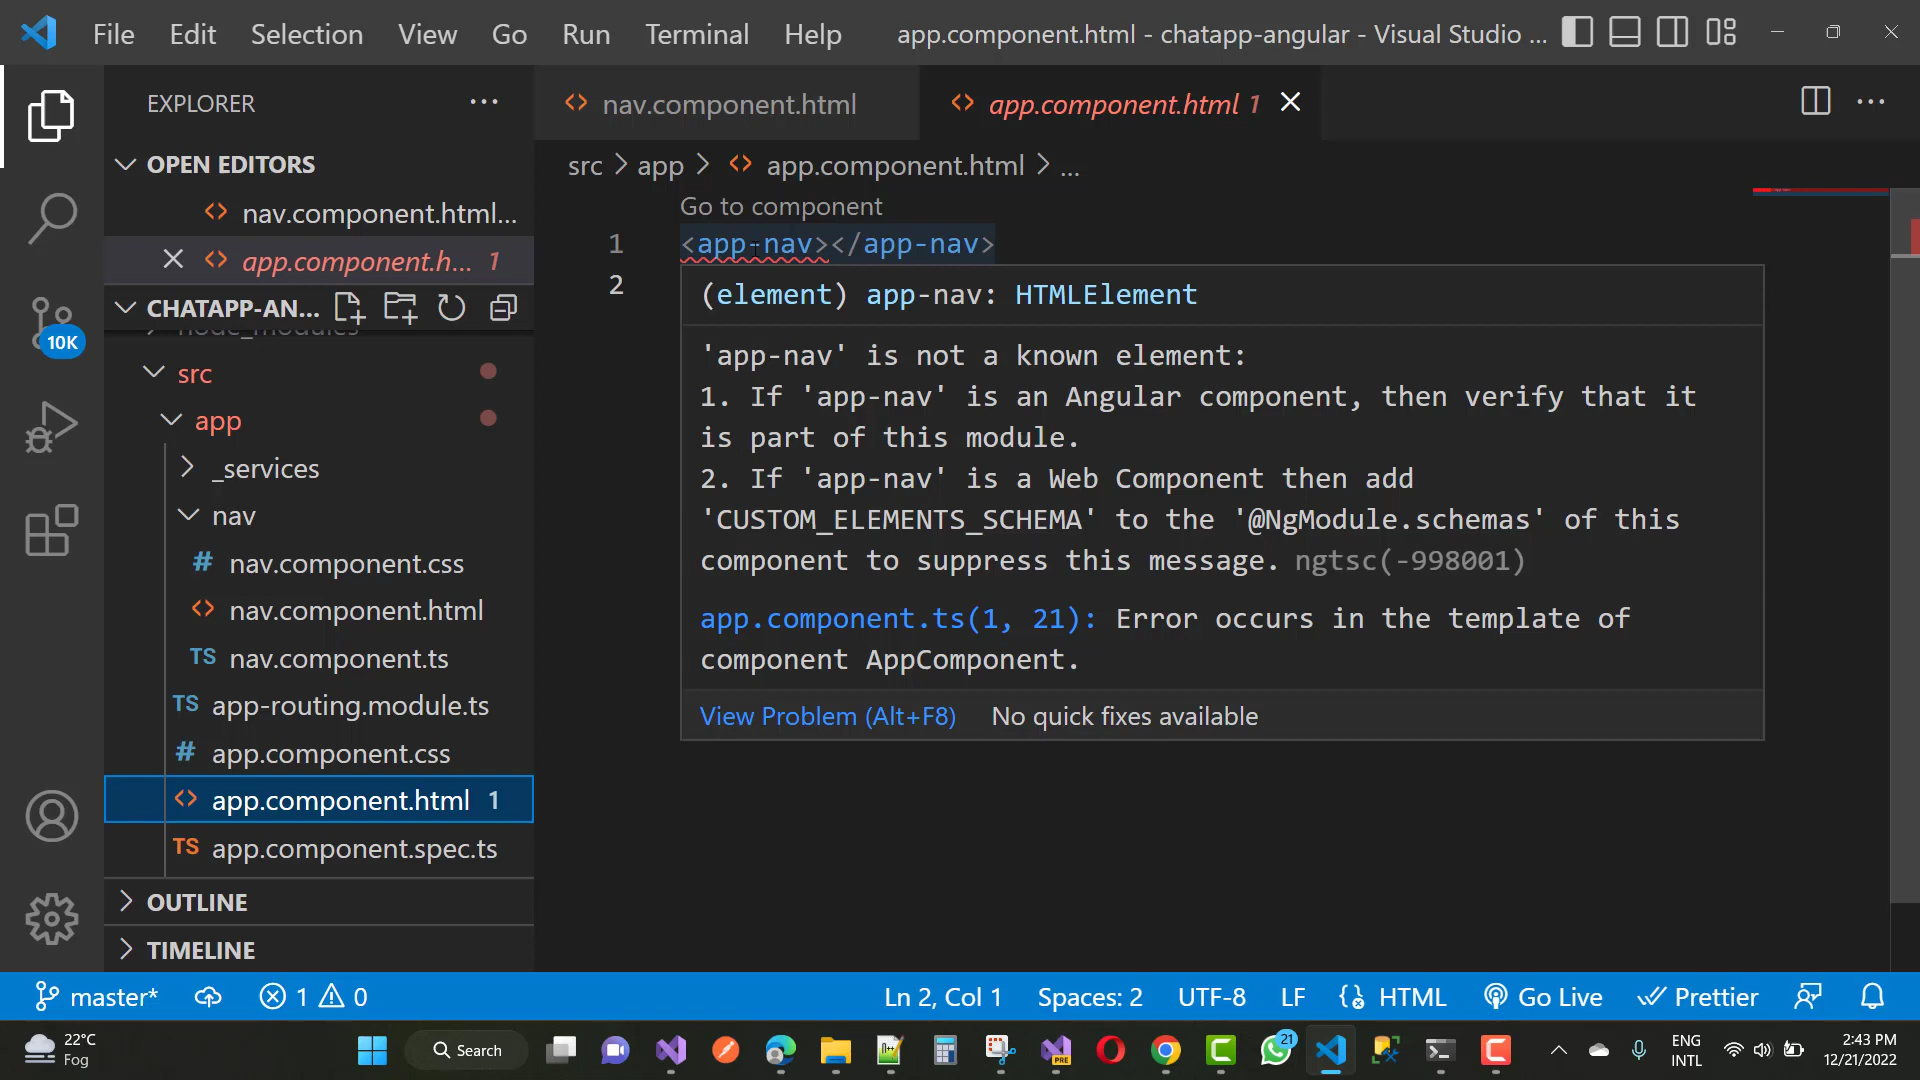 File Edit Selection View Go Run Terminal Help app.component.html - chatapp-angular - Visual Studio ...
EXPLORER
nav.component.html
app.component.html 1
OPEN EDITORS
nav.component.html...
app.component.h... 1
CHATAPP-AN...
node_modules
src
app
_services
nav
# nav.component.css
nav.component.html
TS nav.component.ts
TS app-routing.module.ts
# app.component.css
app.component.html 1
TS app.component.spec.ts
OUTLINE
TIMELINE
10K
src > app > app.component.html > ...
Go to component
1 <app-nav></app-nav>
2
(element) app-nav: HTMLElement
'app-nav' is not a known element:
1. If 'app-nav' is an Angular component, then verify that it
is part of this module.
2. If 'app-nav' is a Web Component then add
'CUSTOM_ELEMENTS_SCHEMA' to the '@NgModule.schemas' of this
component to suppress this message. ngtsc(-998001)
app.component.ts(1, 21): Error occurs in the template of
component AppComponent.
View Problem (Alt+F8) No quick fixes available
master* 1 0 Ln 2, Col 1 Spaces: 2 UTF-8 LF HTML Go Live Prettier
22°C
Fog
Search
PRE
21
ENG
INTL
2:43 PM
12/21/2022